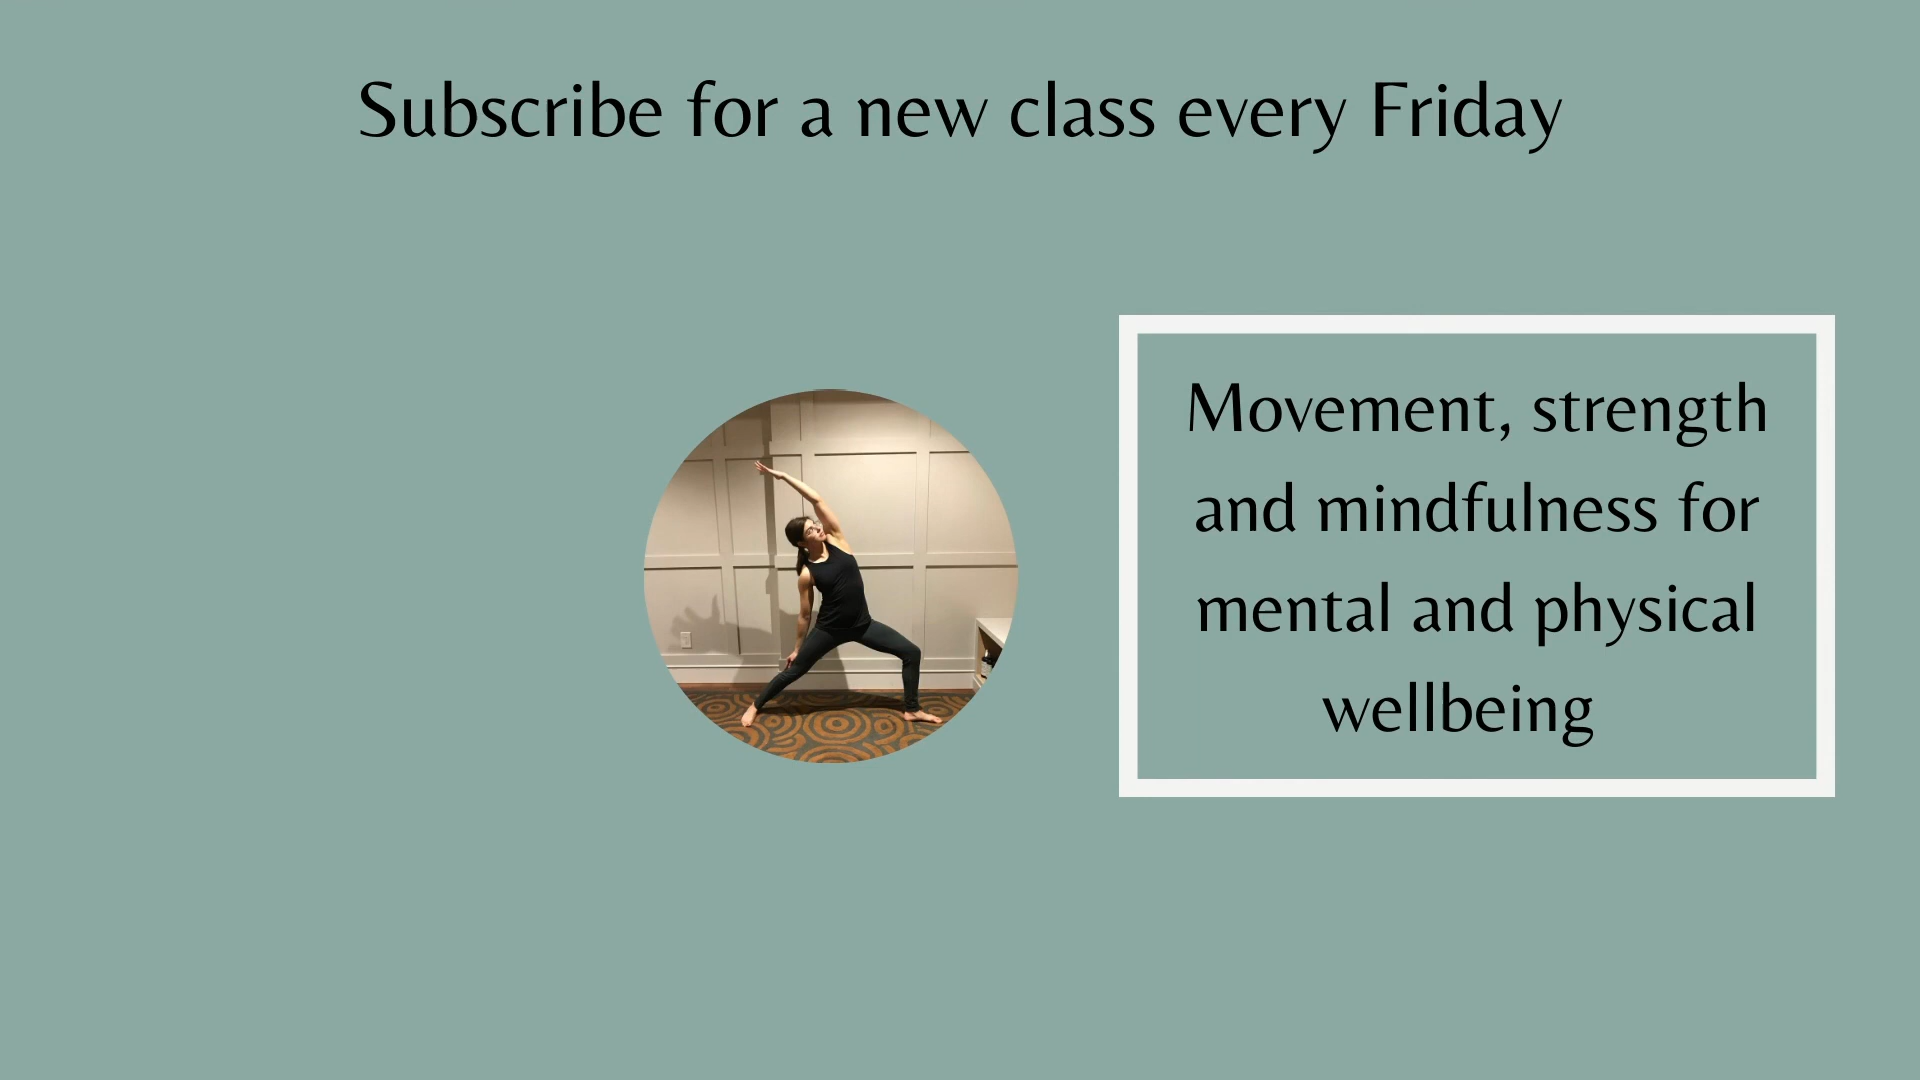 Subscribe for a new class every Friday
Movement, strength
and mindfulness for
mental and physical
wellbeing